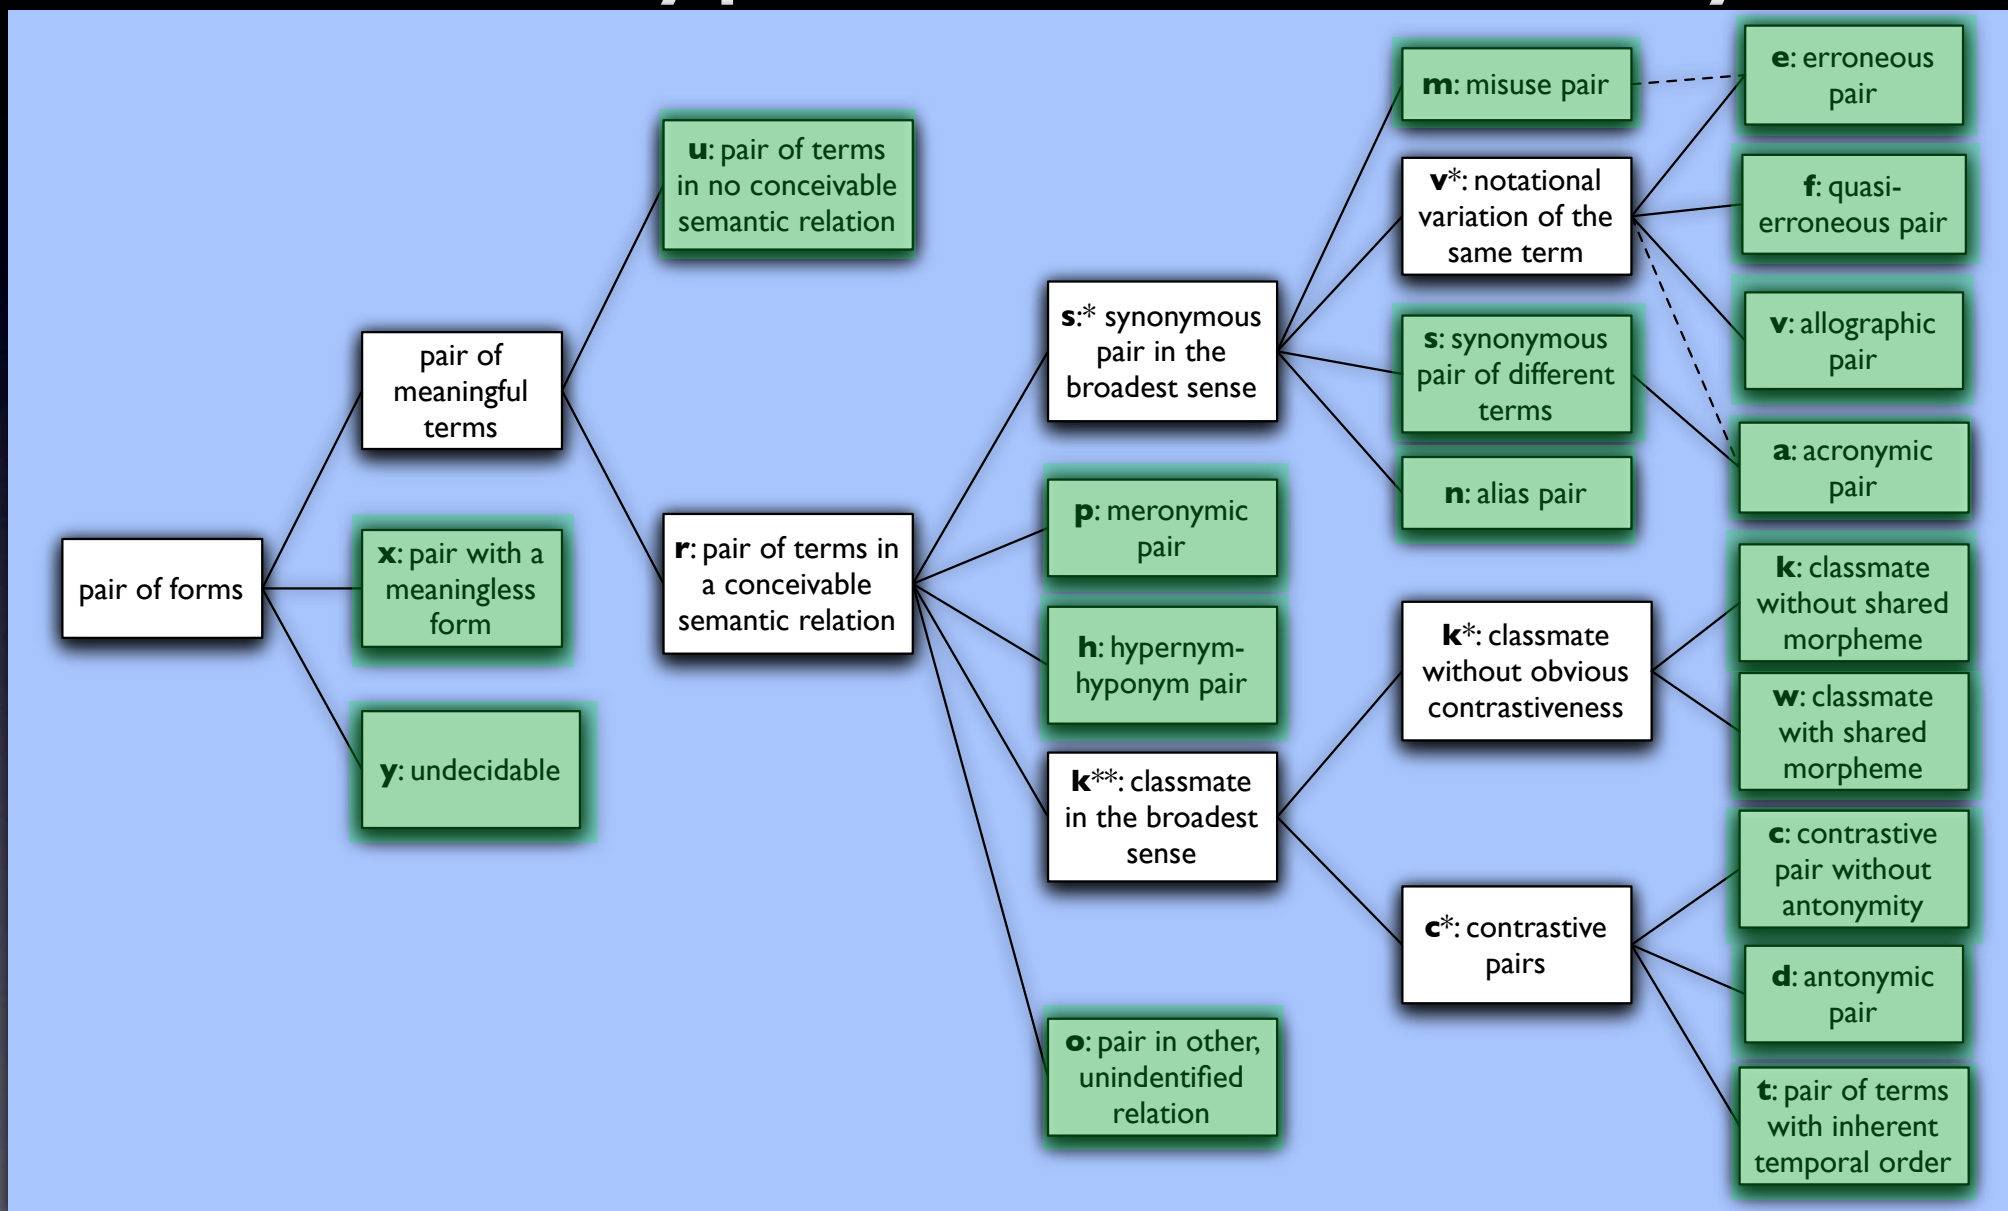 pair of forms
pair of
meaningful
terms
x: pair with a
meaningless
form
y: undecidable
u: pair of terms
in no conceivable
semantic relation
r: pair of terms in
a conceivable
semantic relation
s:* synonymous
pair in the
broadest sense
p: meronymic
pair
h: hypernym-
hyponym pair
k**: classmate
in the broadest
sense
o: pair in other,
unindentified
relation
m: misuse pair
v*: notational
variation of the
same term
s: synonymous
pair of different
terms
n: alias pair
k*: classmate
without obvious
contrastiveness
c*: contrastive
pairs
e: erroneous
pair
f: quasi-
erroneous pair
v: allographic
pair
a: acronymic
pair
k: classmate
without shared
morpheme
w: classmate
with shared
morpheme
c: contrastive
pair without
antonymity
d: antonymic
pair
t: pair of terms
with inherent
temporal order